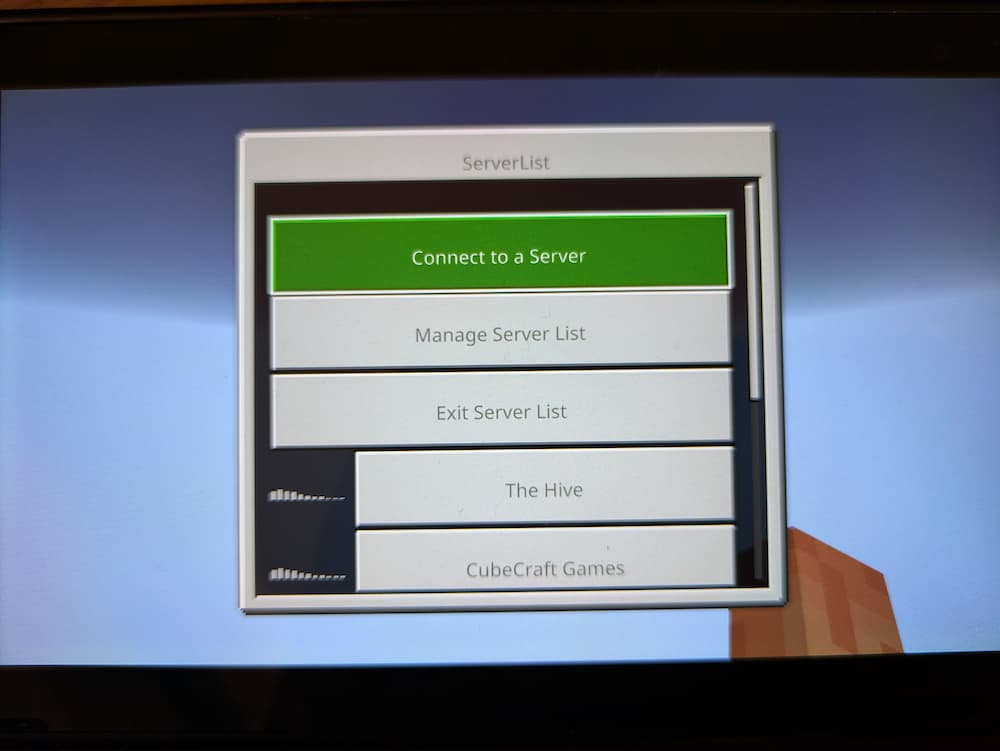 ServerList
Connect to a Server
Manage Server List
Exit Server List
The Hive
CubeCraft Games